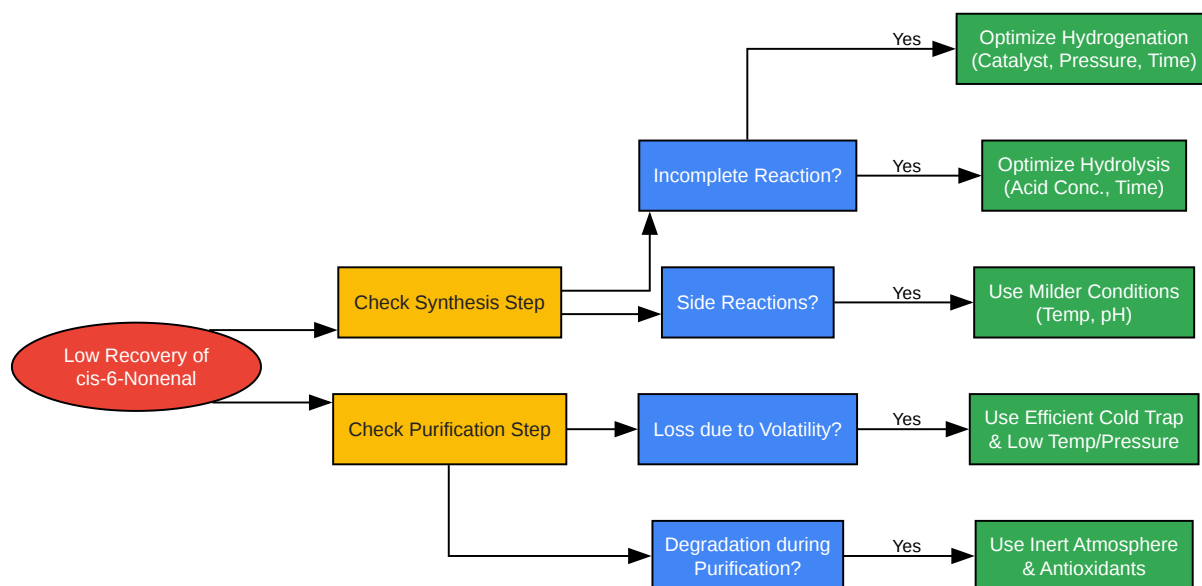 Yes
Optimize Hydrogenation
(Catalyst, Pressure, Time)
Incomplete Reaction?
Yes
Optimize Hydrolysis
(Acid Conc., Time)
Check Synthesis Step
Side Reactions?
Yes
Use Milder Conditions
(Temp, pH)
Low Recovery of
cis-6-Nonenal
Check Purification Step
Loss due to Volatility?
Yes
Use Efficient Cold Trap
& Low Temp/Pressure
Degradation during
Purification?
Yes
Use Inert Atmosphere
& Antioxidants